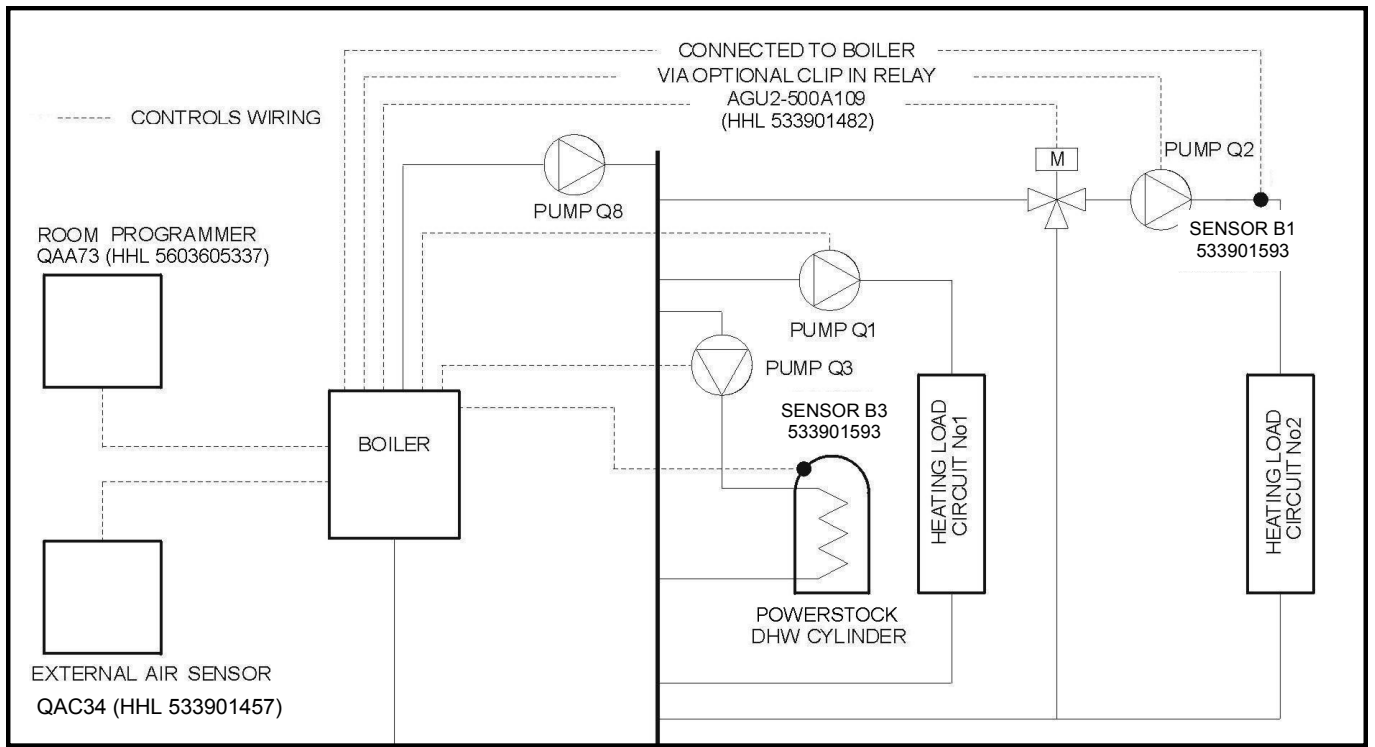 CONNECTED TO BOILER
VIA OPTIONAL CLIP IN RELAY
AGU2-500A109
(HHL 533901482)
CONTROLS WIRING
M
PUMP Q2
PUMP Q8
SENSOR B1
533901593
ROOM PROGRAMMER
QAA73 (HHL 5603605337)
PUMP Q1
PUMP Q3
SENSOR B3
533901593
BOILER
HEATING LOAD
CIRCUIT No1
HEATING LOAD
CIRCUIT No2
POWERSTOCK
DHW CYLINDER
EXTERNAL AIR SENSOR
QAC34 (HHL 533901457)